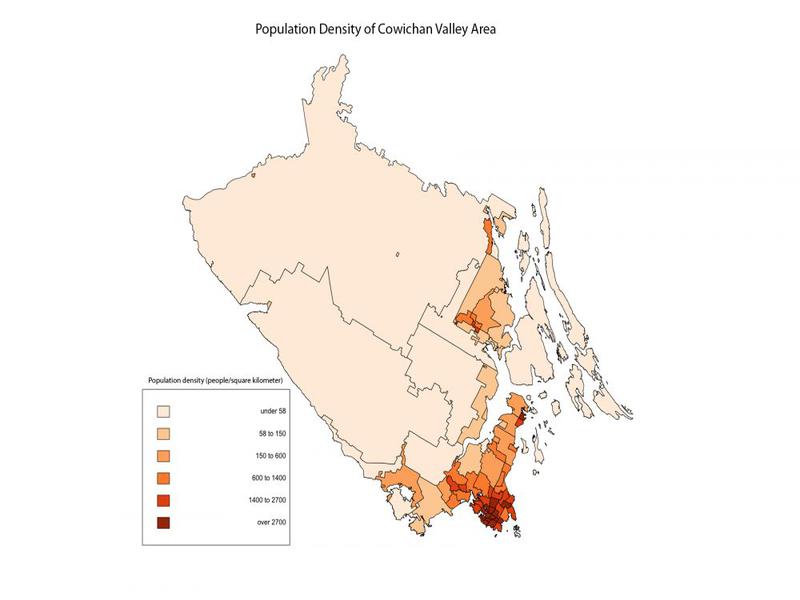 Population Density of Cowichan Valley Area
Population density (people/square kilometer)
under 58
58 to 150
150 to 600
600 to 1400
1400 to 2700
over 2700